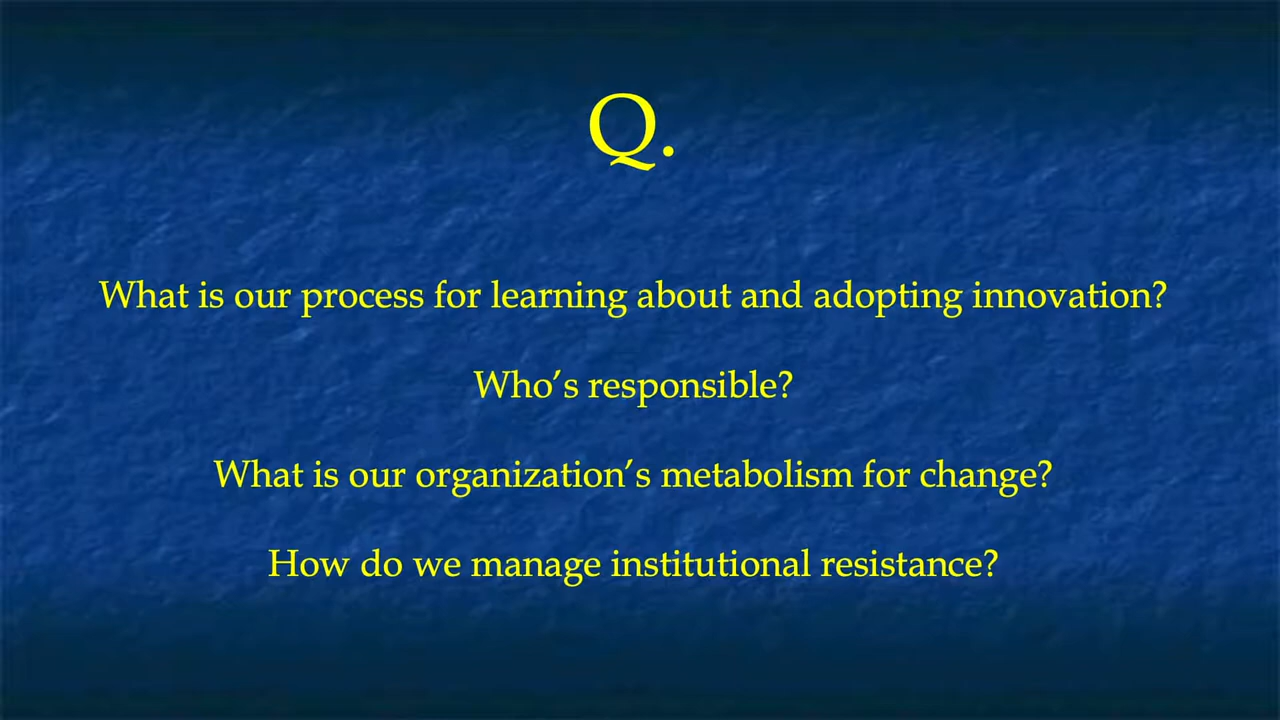 Q.
What is our process for learning about and adopting innovation?
Who’s responsible?
What is our organization’s metabolism for change?
How do we manage institutional resistance?